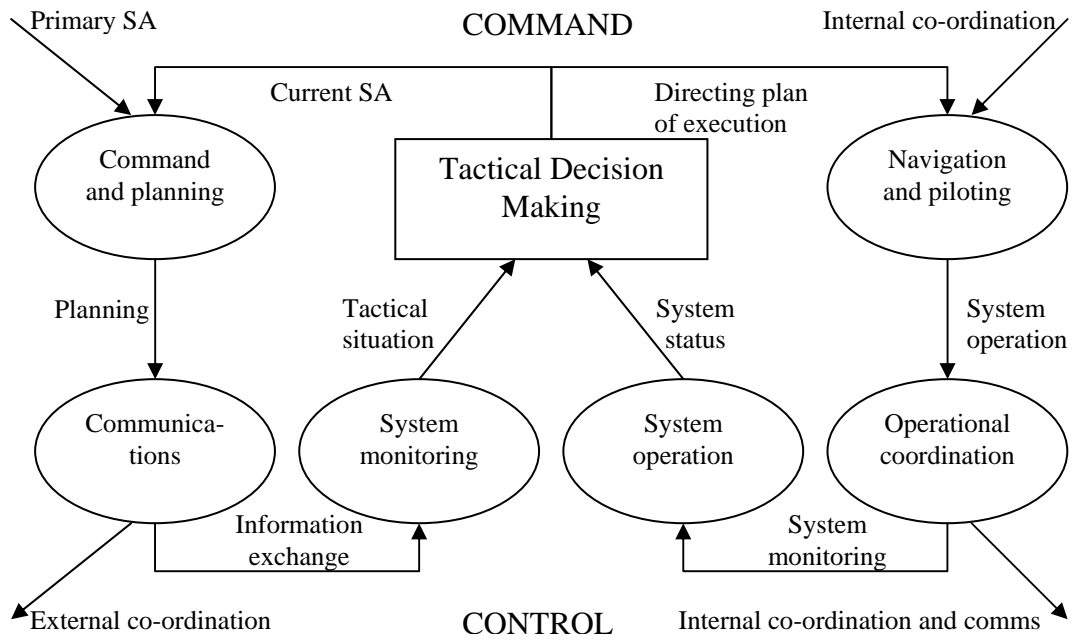 Primary SA
COMMAND
Internal co-ordination
Current SA
Directing plan
of execution
Command
and planning
Tactical Decision
Making
Navigation
and piloting
Planning
Tactical
situation
System
status
System
operation
Communica-
tions
System
monitoring
System
operation
Operational
coordination
Information
exchange
System
monitoring
External co-ordination
CONTROL
Internal co-ordination and comms